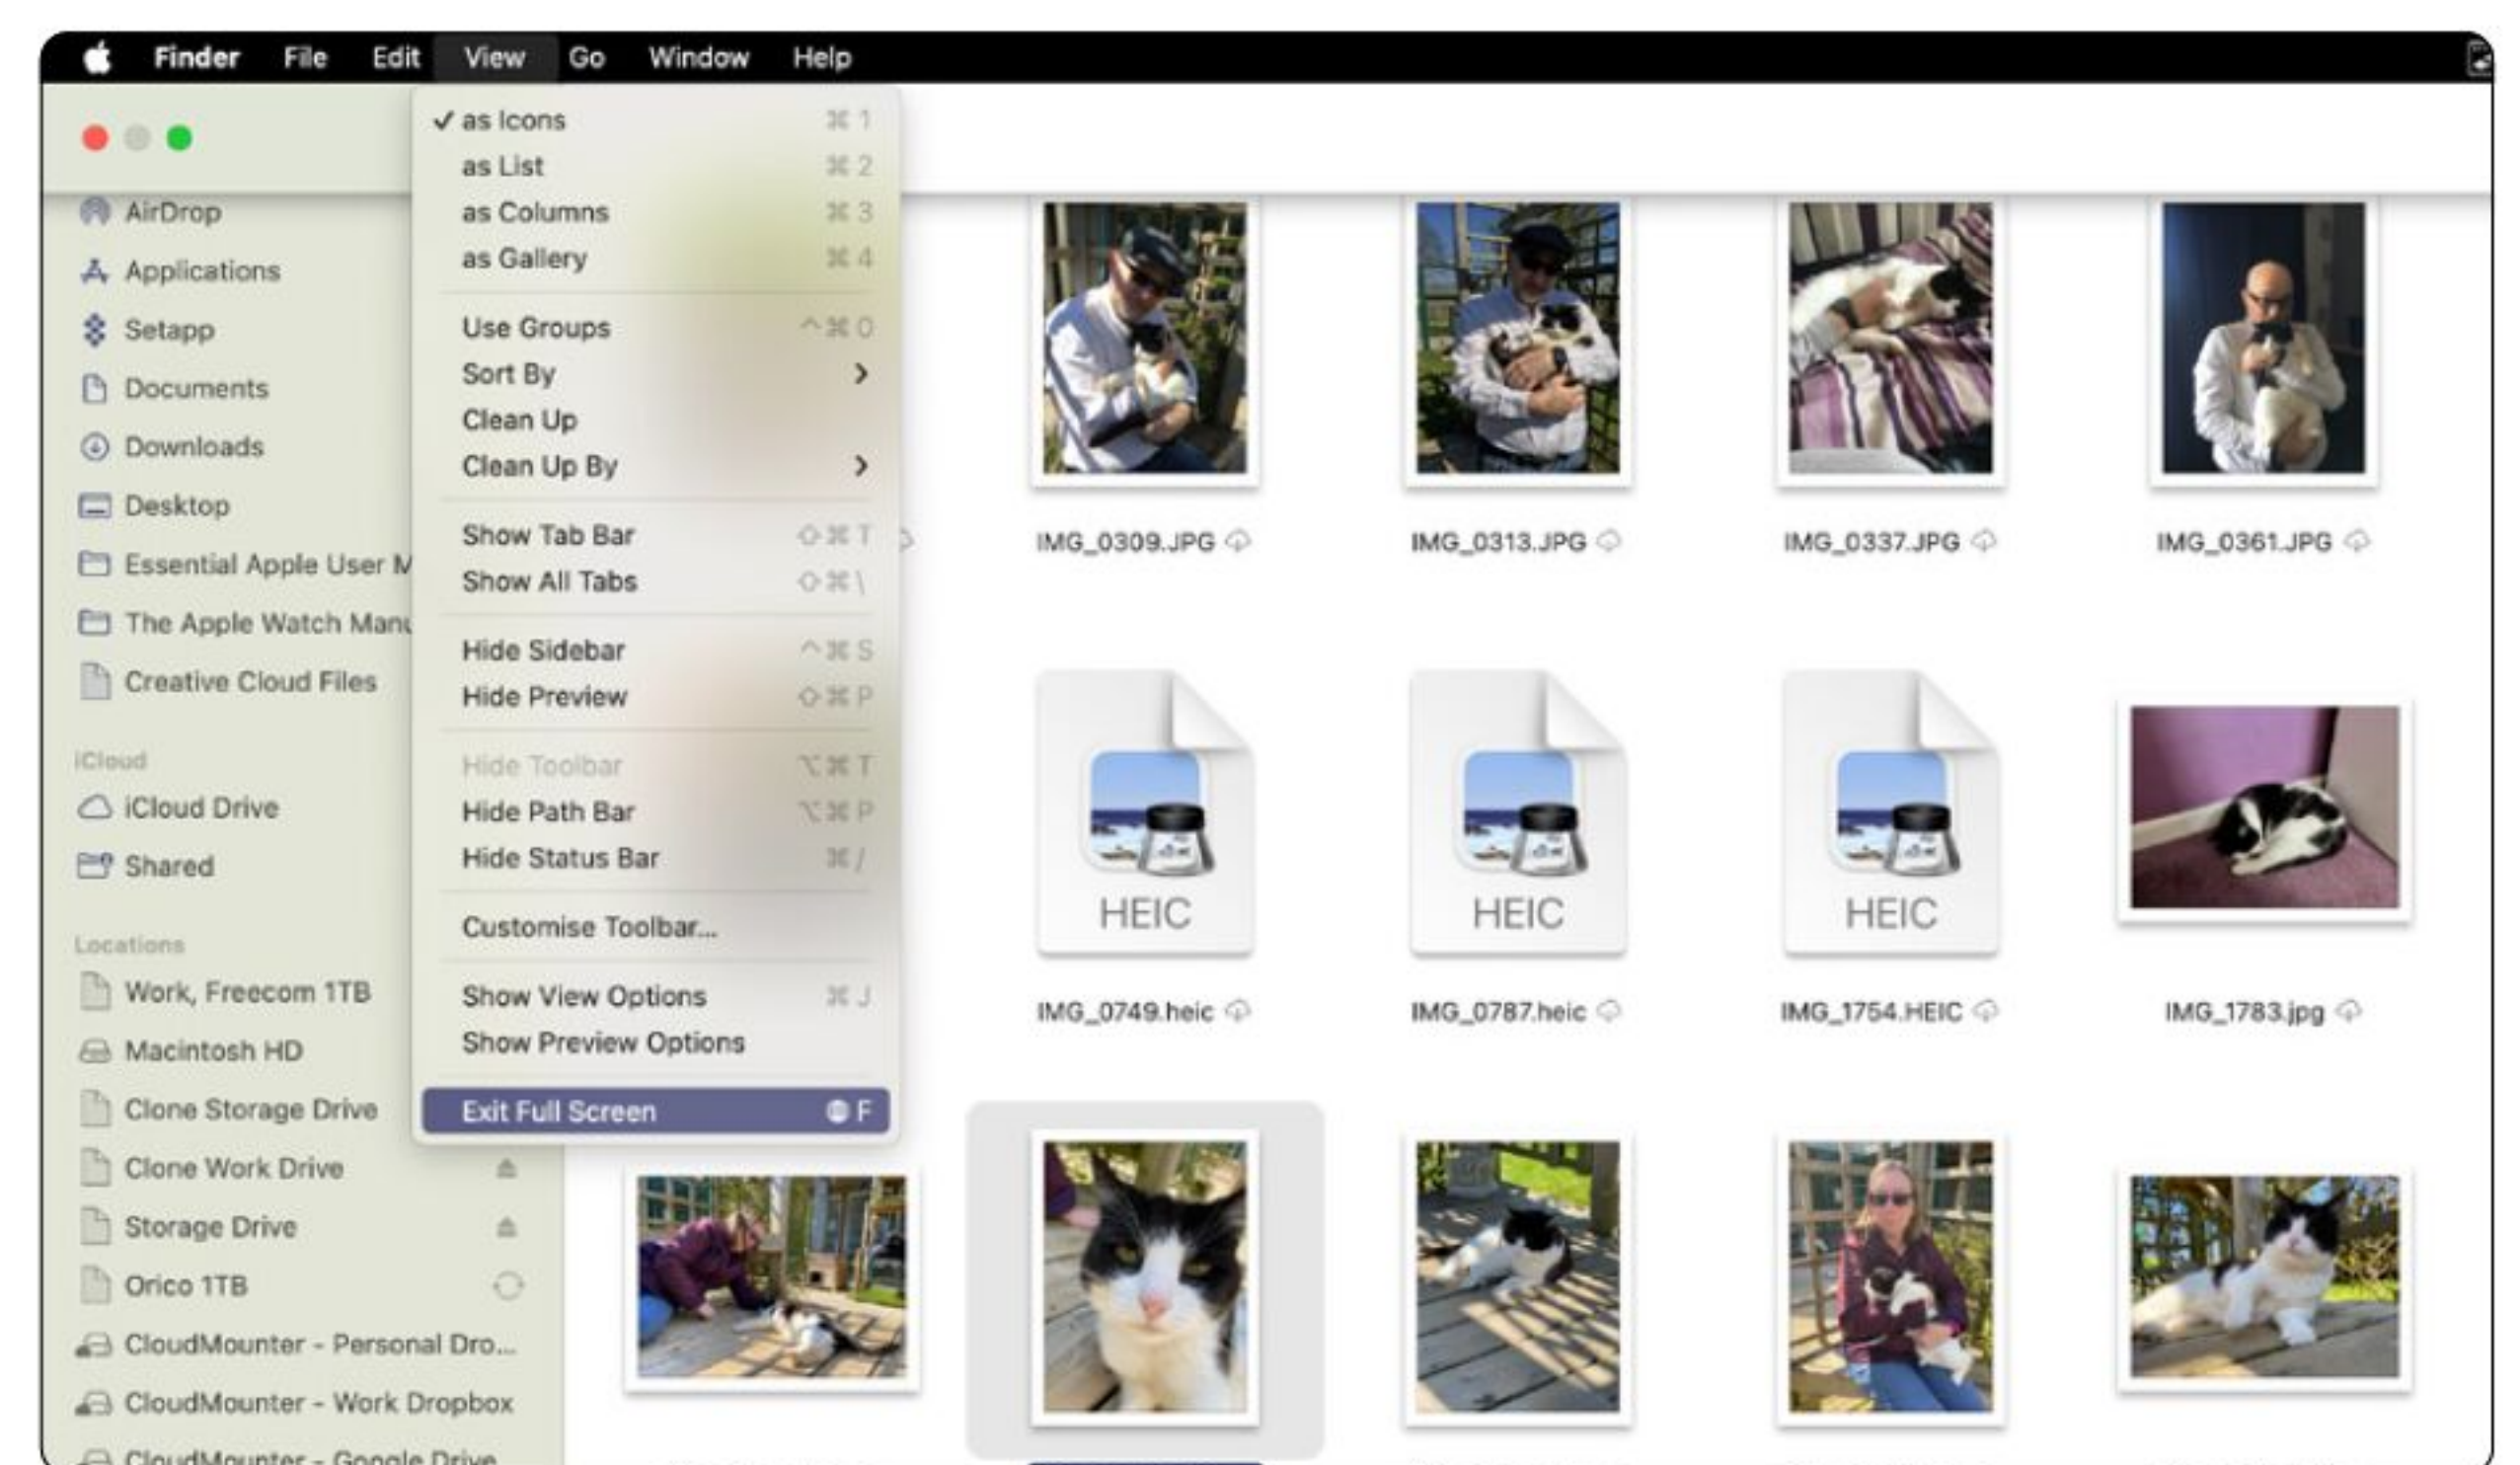 Finder File Edit View Go Window Help
✓ as Icons ⌘ 1
as List ⌘ 2
as Columns ⌘ 3
as Gallery ⌘ 4
Use Groups ^⌘ 0
Sort By >
Clean Up
Clean Up By >
Show Tab Bar ⇧⌘ T
Show All Tabs ⇧⌘ \
Hide Sidebar ^⌘ S
Hide Preview ⇧⌘ P
Hide Toolbar ⌥⌘ T
Hide Path Bar ⌥⌘ P
Hide Status Bar ⌘ /
Customise Toolbar...
Show View Options ⌘ J
Show Preview Options
Exit Full Screen F
AirDrop
Applications
Setapp
Documents
Downloads
Desktop
Essential Apple User M
The Apple Watch Manu
Creative Cloud Files
iCloud
iCloud Drive
Shared
Locations
Work, Freecom 1TB
Macintosh HD
Clone Storage Drive
Clone Work Drive
Storage Drive
Orico 1TB
CloudMounter - Personal Dro...
CloudMounter - Work Dropbox
CloudMounter - Google Drive
IMG_0309.JPG IMG_0313.JPG IMG_0337.JPG IMG_0361.JPG
HEIC HEIC HEIC
IMG_0749.heic IMG_0787.heic IMG_1754.HEIC IMG_1783.jpg